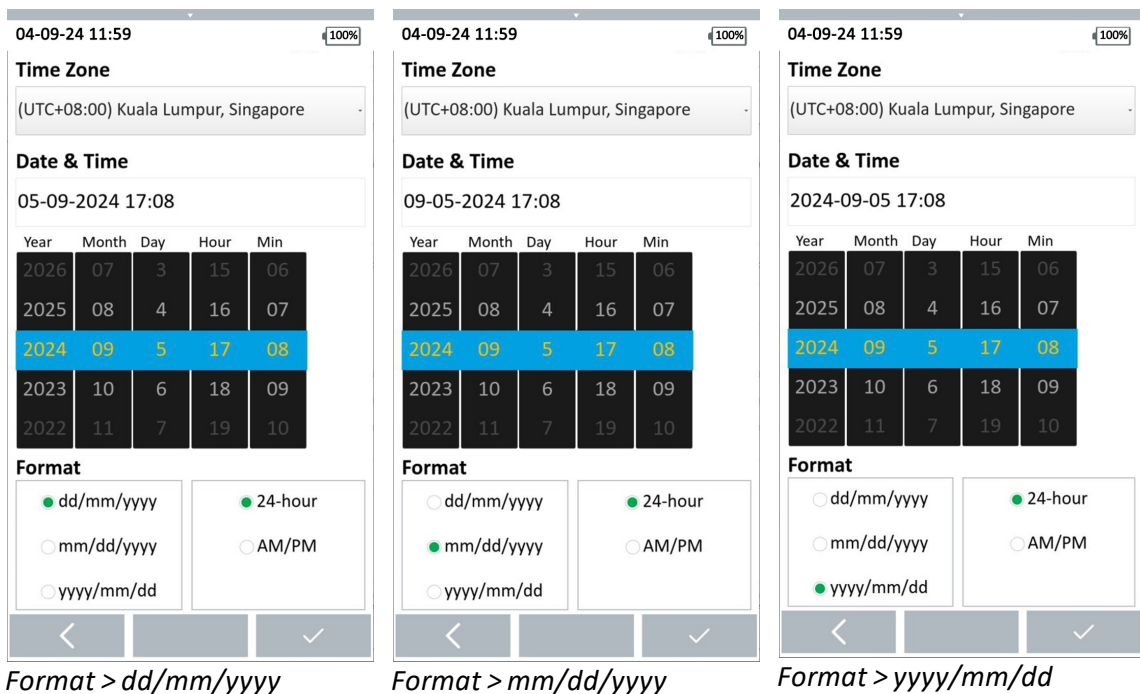 04-09-24 11:59 100%
Time Zone
(UTC+08:00) Kuala Lumpur, Singapore
Date & Time
05-09-2024 17:08
Year Month Day Hour Min
2026 07 3 15 06
2025 08 4 16 07
2024 09 5 17 08
2023 10 6 18 09
2022 11 7 19 10
Format
dd/mm/yyyy 24-hour
mm/dd/yyyy AM/PM
yyyy/mm/dd
Format > dd/mm/yyyy
04-09-24 11:59 100%
Time Zone
(UTC+08:00) Kuala Lumpur, Singapore
Date & Time
09-05-2024 17:08
Year Month Day Hour Min
2026 07 3 15 06
2025 08 4 16 07
2024 09 5 17 08
2023 10 6 18 09
2022 11 7 19 10
Format
dd/mm/yyyy 24-hour
mm/dd/yyyy AM/PM
yyyy/mm/dd
Format > mm/dd/yyyy
04-09-24 11:59 100%
Time Zone
(UTC+08:00) Kuala Lumpur, Singapore
Date & Time
2024-09-05 17:08
Year Month Day Hour Min
2026 07 3 15 06
2025 08 4 16 07
2024 09 5 17 08
2023 10 6 18 09
2022 11 7 19 10
Format
dd/mm/yyyy 24-hour
mm/dd/yyyy AM/PM
yyyy/mm/dd
Format > yyyy/mm/dd